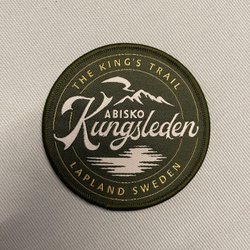 THE KING'S TRAIL
ABISKO
Kungsleden
LAPLAND SWEDEN